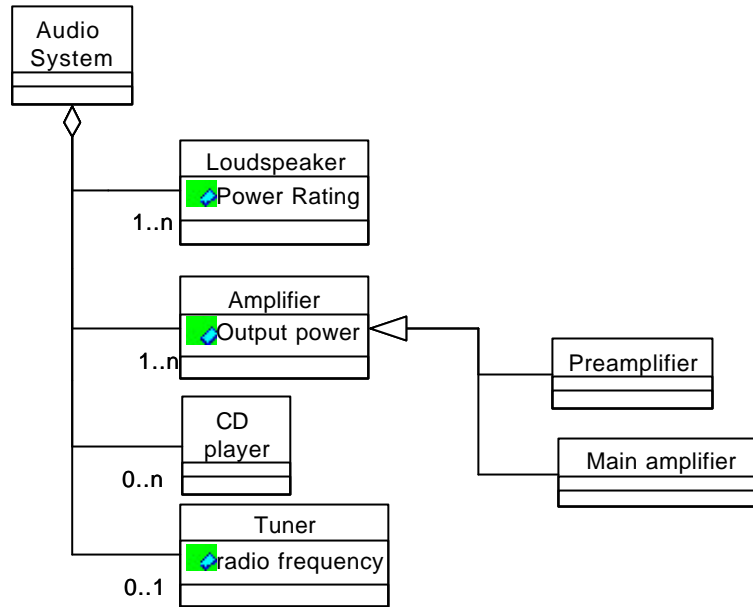 Audio
System
Loudspeaker
Power Rating
1..n
Amplifier
Output power
1..n
Preamplifier
CD
player
Main amplifier
0..n
Tuner
radio frequency
0..1